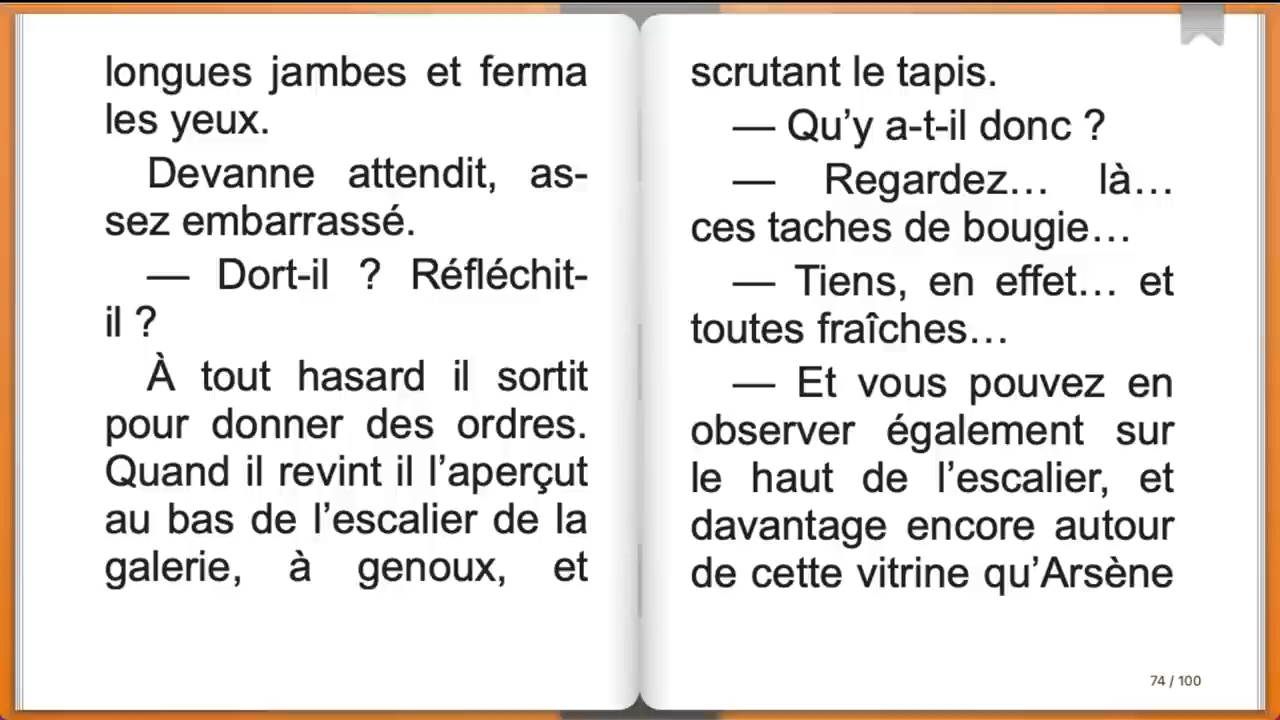 longues jambes et ferma
les yeux.
Devanne attendit, as-
sez embarrassé.
— Dort-il ? Réfléchit-
il ?
À tout hasard il sortit
pour donner des ordres.
Quand il revint il l’aperçut
au bas de l’escalier de la
galerie, à genoux, et
scrutant le tapis.
— Qu’y a-t-il donc ?
— Regardez… là…
ces taches de bougie…
— Tiens, en effet… et
toutes fraîches…
— Et vous pouvez en
observer également sur
le haut de l’escalier, et
davantage encore autour
de cette vitrine qu’Arsène
74 / 100